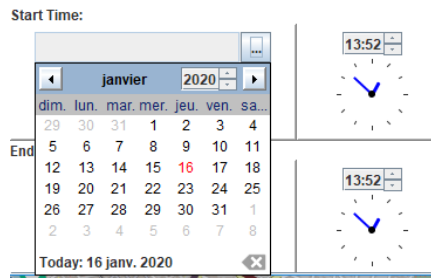 Start Time:
...
13:52
janvier 2020
dim. lun. mar. mer. jeu. ven. sa...
29 30 31 1 2 3 4
5 6 7 8 9 10 11
12 13 14 15 16 17 18
19 20 21 22 23 24 25
26 27 28 29 30 31 1
2 3 4 5 6 7 8
Today: 16 janv. 2020
End
13:52